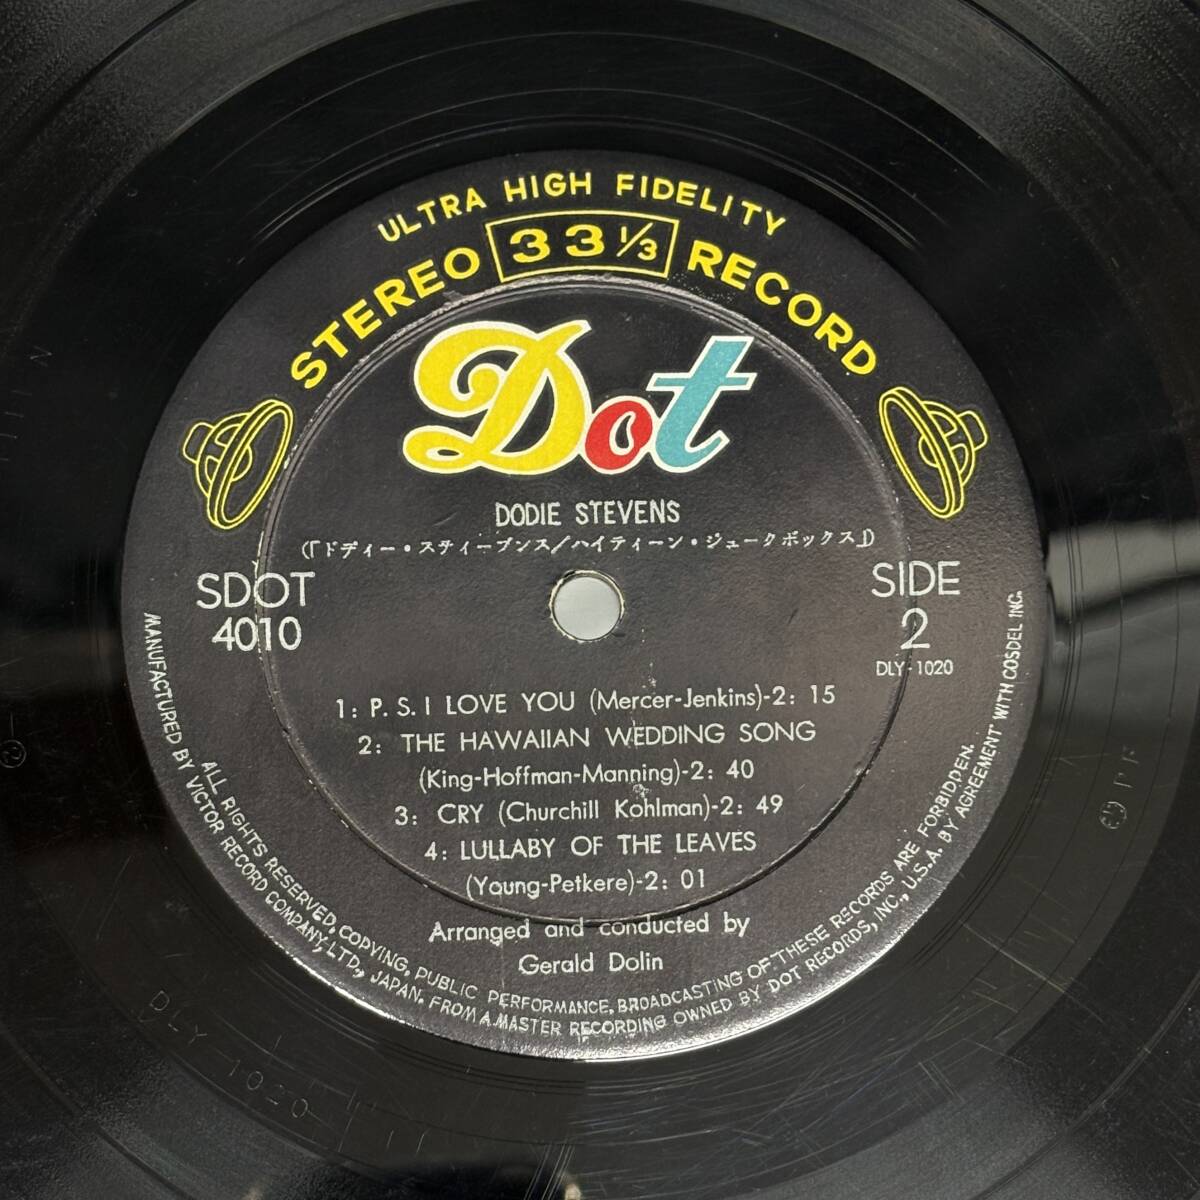 ULTRA HIGH FIDELITY
STEREO 33 1/3 RECORD
Dot
DODIE STEVENS
(『ドディー・スティーブンス/ハイティーン・ジュークボックス』)
SDOT
4010
SIDE
2
DLY-1020
1: P. S. I LOVE YOU (Mercer-Jenkins)-2: 15
2: THE HAWAIIAN WEDDING SONG
(King-Hoffman-Manning)-2: 40
3: CRY (Churchill Kohlman)-2: 49
4: LULLABY OF THE LEAVES
(Young-Petkere)-2: 01
Arranged and conducted by
Gerald Dolin
ALL RIGHTS RESERVED, COPYING, PUBLIC PERFORMANCE, BROADCASTING OF THESE RECORDS ARE FORBIDDEN.
MANUFACTURED BY VICTOR RECORD COMPANY, LTD., JAPAN, FROM A MASTER RECORDING OWNED BY DOT RECORDS, INC., U.S.A. BY AGREEMENT WITH COSDEL INC.
DLY 1020